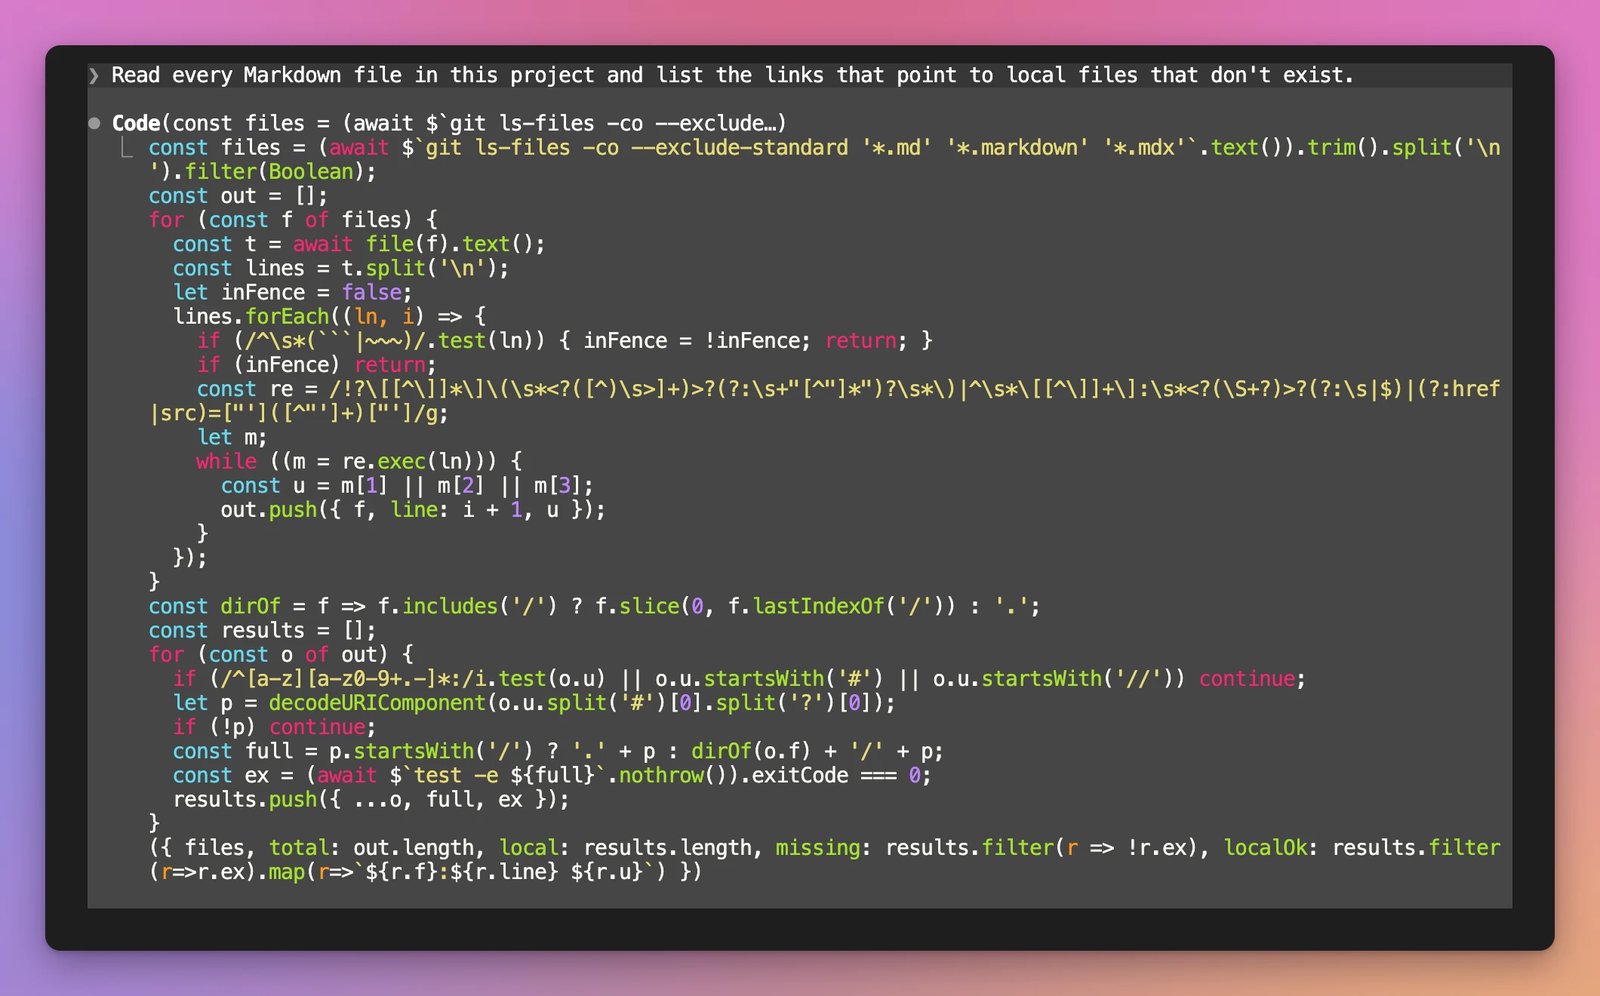 ❯ Read every Markdown file in this project and list the links that point to local files that don't exist.
● Code(const files = (await $`git ls-files -co --exclude…)
const files = (await $`git ls-files -co --exclude-standard '*.md' '*.markdown' '*.mdx'`.text()).trim().split('\n
').filter(Boolean);
const out = [];
for (const f of files) {
  const t = await file(f).text();
  const lines = t.split('\n');
  let inFence = false;
  lines.forEach((ln, i) => {
    if (/^\s*(```|~~~)/.test(ln)) { inFence = !inFence; return; }
    if (inFence) return;
    const re = /!?\[[^\]]*\]\(\s*<?([^)\s>]+)>?(?:\s+"[^"]*")?\s*\)|^\s*\[[^\]]+\]:\s*<?(\S+?)>?(?:\s|$)|(?:href
|src)=["']([^"']+)["']/g;
    let m;
    while ((m = re.exec(ln))) {
      const u = m[1] || m[2] || m[3];
      out.push({ f, line: i + 1, u });
    }
  });
}
const dirOf = f => f.includes('/') ? f.slice(0, f.lastIndexOf('/')) : '.';
const results = [];
for (const o of out) {
  if (/^[a-z][a-z0-9+.-]*:/i.test(o.u) || o.u.startsWith('#') || o.u.startsWith('//')) continue;
  let p = decodeURIComponent(o.u.split('#')[0].split('?')[0]);
  if (!p) continue;
  const full = p.startsWith('/') ? '.' + p : dirOf(o.f) + '/' + p;
  const ex = (await $`test -e ${full}`.nothrow()).exitCode === 0;
  results.push({ ...o, full, ex });
}
({ files, total: out.length, local: results.length, missing: results.filter(r => !r.ex), localOk: results.filter
(r=>r.ex).map(r=>`${r.f}:${r.line} ${r.u}`) })